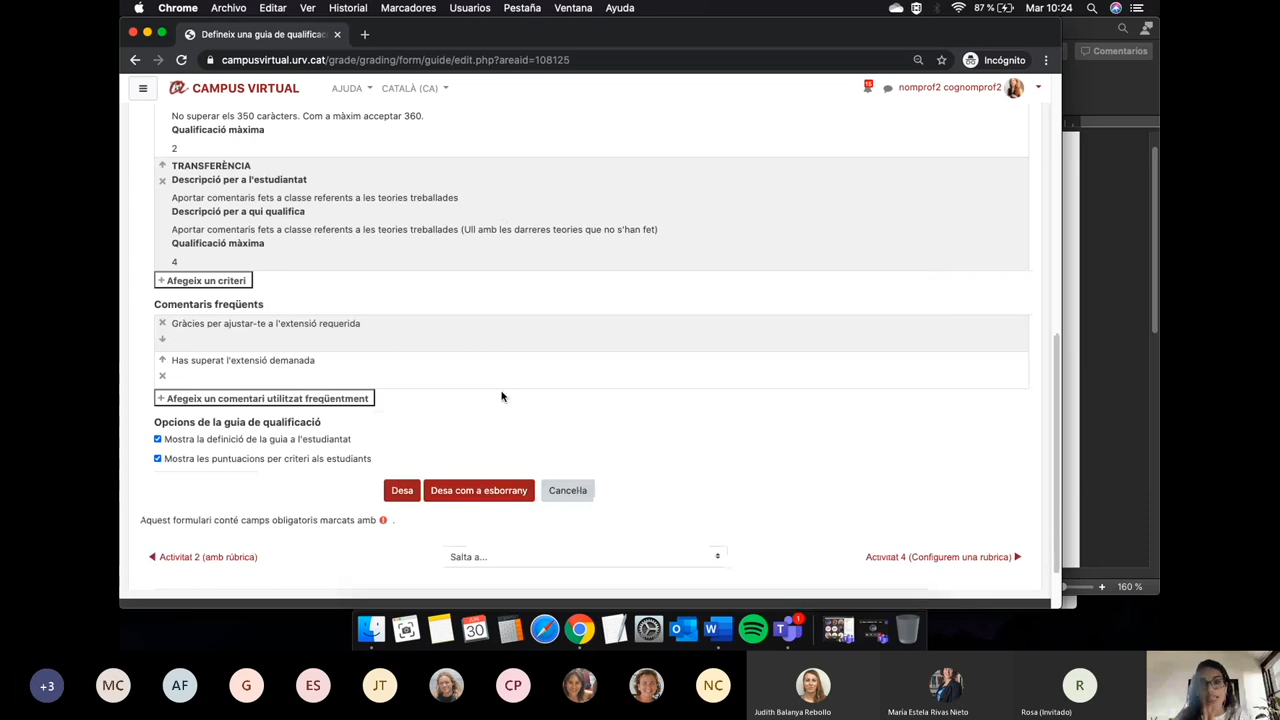 Chrome Archivo Editar Ver Historial Marcadores Usuarios Pestaña Ventana Ayuda 87 % Mar 10:24
Defineix una guia de qualificac
campusvirtual.urv.cat/grade/grading/form/guide/edit.php?areaid=108125 Incógnito
Comentarios
CAMPUS VIRTUAL AJUDA CATALÀ (CA) nomprof2 cognomprof2
No superar els 350 caràcters. Com a màxim acceptar 360.
Qualificació màxima
2
TRANSFERÈNCIA
Descripció per a l'estudiantat
Aportar comentaris fets a classe referents a les teories treballades
Descripció per a qui qualifica
Aportar comentaris fets a classe referents a les teories treballades (Ull amb les darreres teories que no s'han fet)
Qualificació màxima
4
+ Afegeix un criteri
Comentaris freqüents
Gràcies per ajustar-te a l'extensió requerida
Has superat l'extensió demanada
+ Afegeix un comentari utilitzat freqüentment
Opcions de la guia de qualificació
Mostra la definició de la guia a l'estudiantat
Mostra les puntuacions per criteri als estudiants
Desa Desa com a esborrany Cancel·la
Aquest formulari conté camps obligatoris marcats amb .
Activitat 2 (amb rúbrica) Salta a... Activitat 4 (Configurem una rubrica)
160 %
JUN
30
1
+3 MC AF G ES JT CP NC R
Judith Balanya Rebollo María Estela Rivas Nieto Rosa (Invitado)